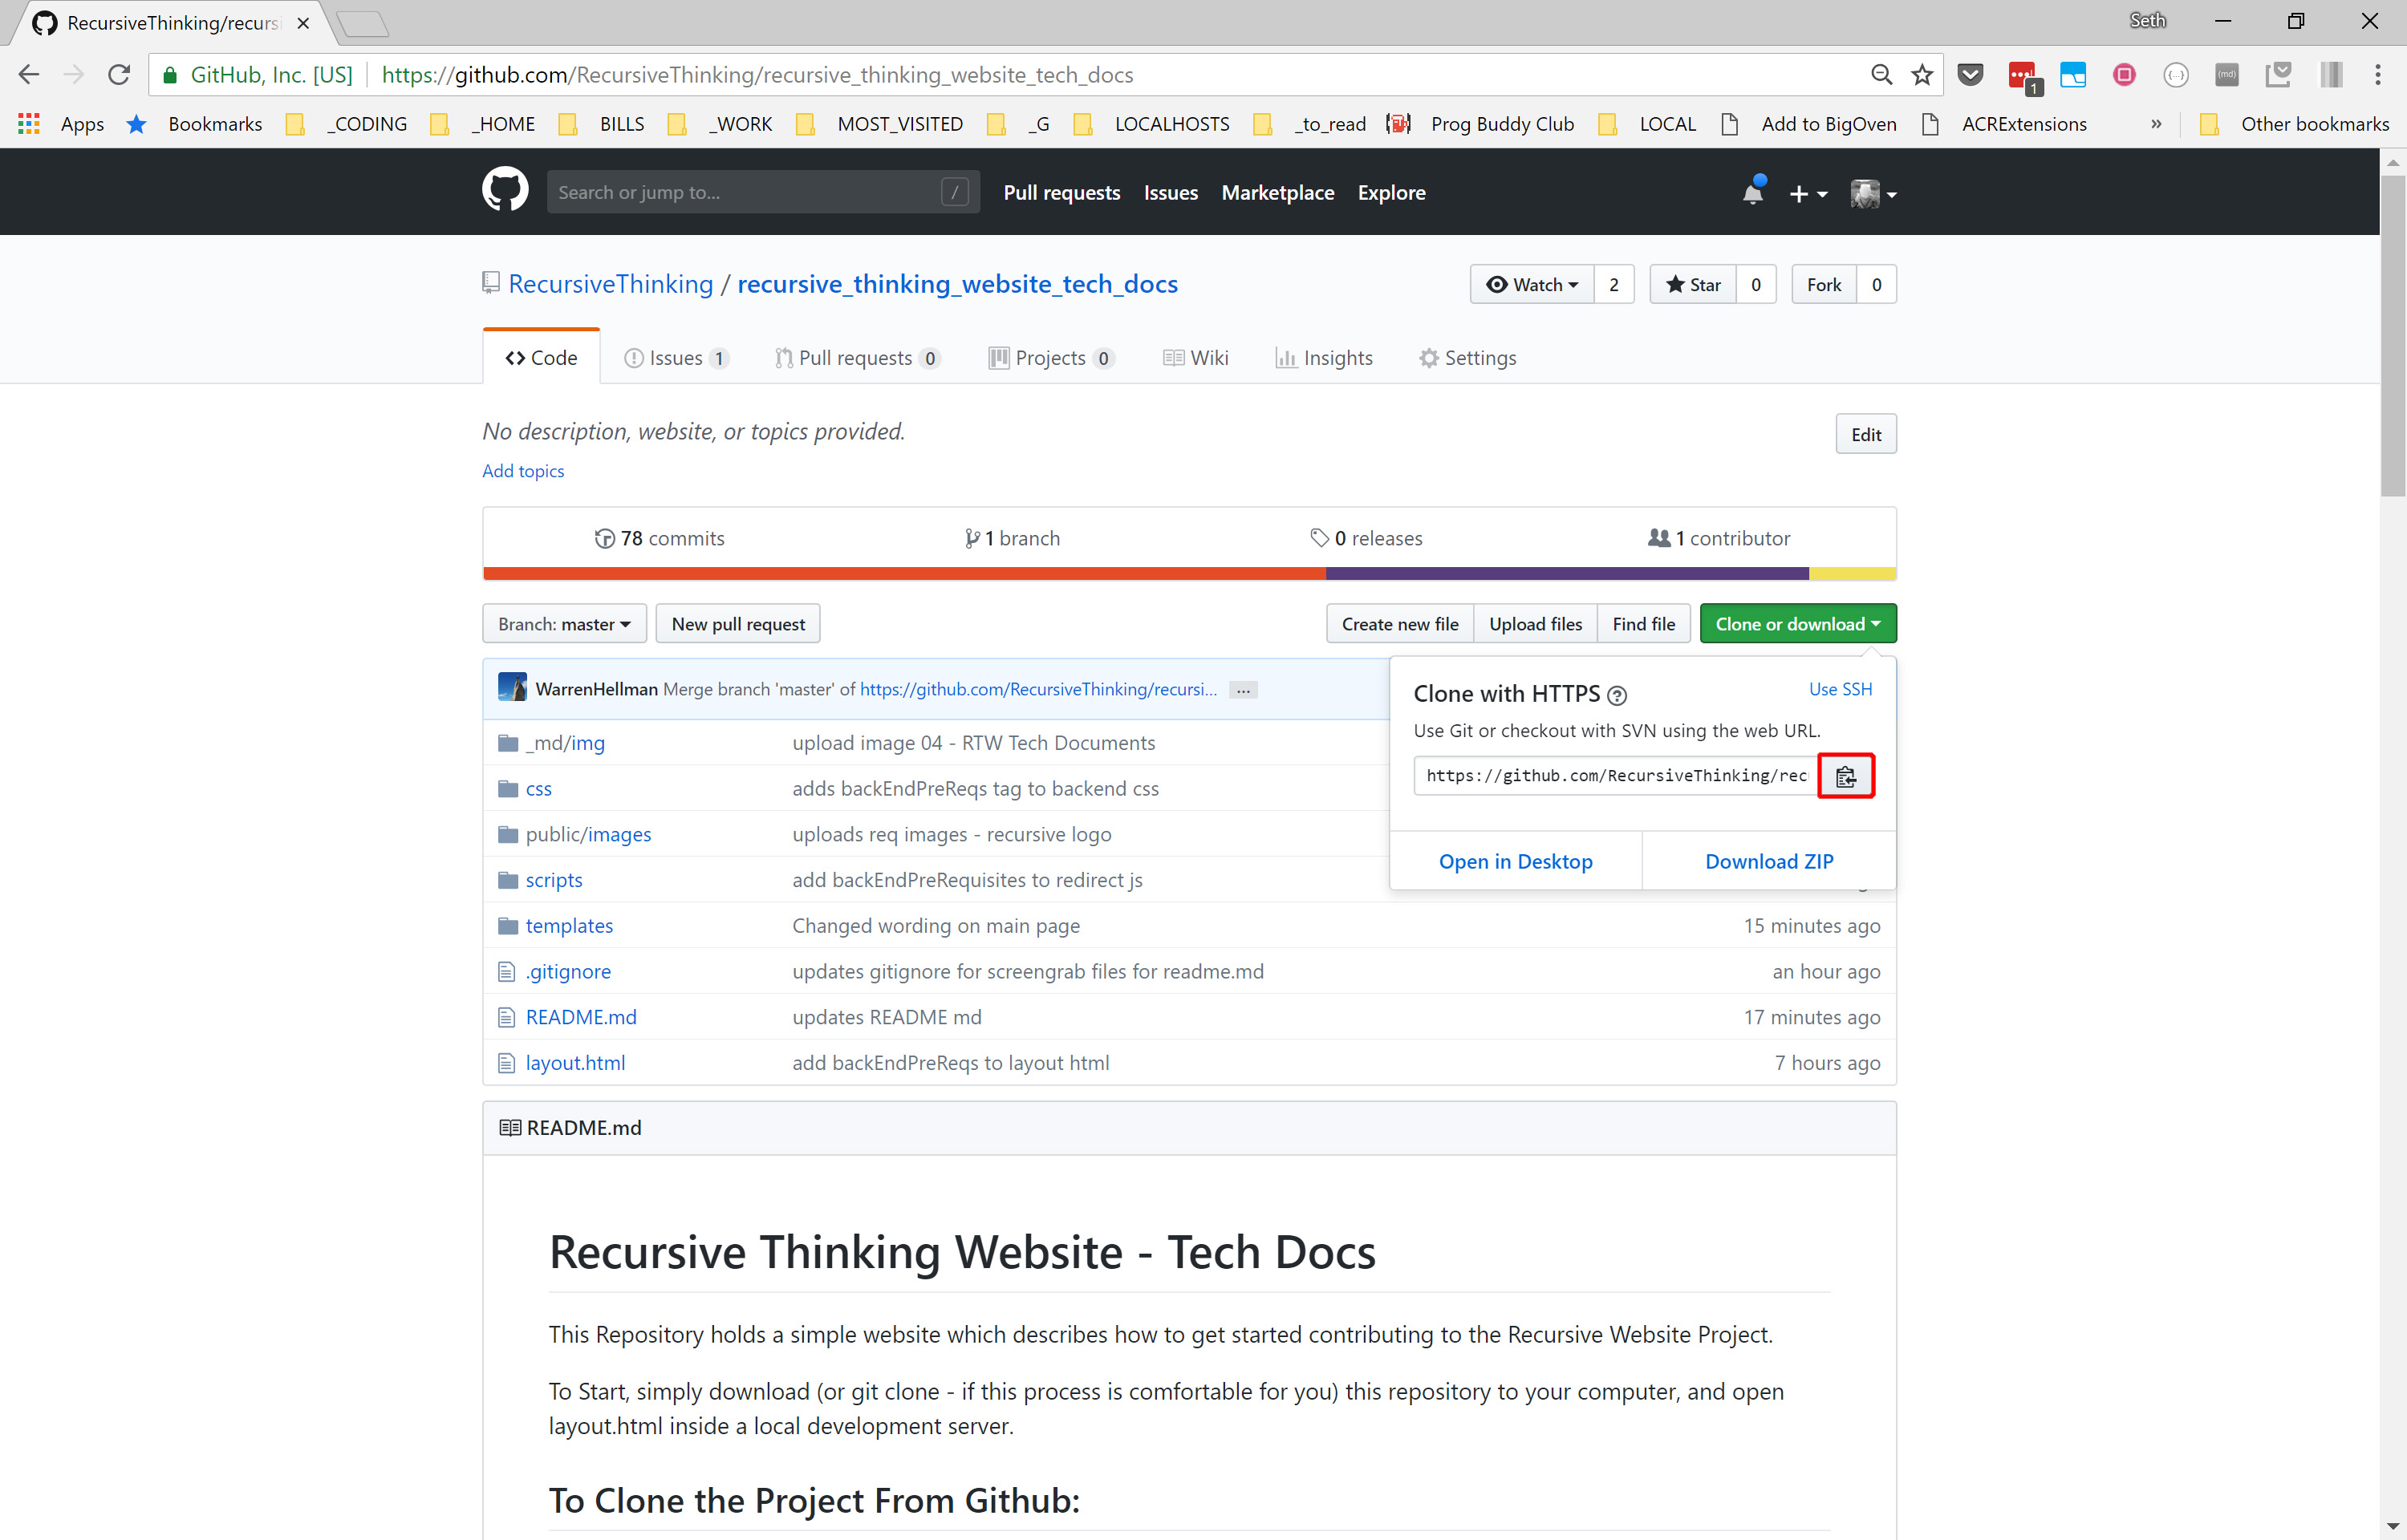 RecursiveThinking/recursi
Seth
GitHub, Inc. [US] https://github.com/RecursiveThinking/recursive_thinking_website_tech_docs
1
{...}
(md)
Apps Bookmarks _CODING _HOME BILLS _WORK MOST_VISITED _G LOCALHOSTS _to_read Prog Buddy Club LOCAL Add to BigOven ACRExtensions » Other bookmarks
Search or jump to... / Pull requests Issues Marketplace Explore
RecursiveThinking / recursive_thinking_website_tech_docs Watch 2 Star 0 Fork 0
Code Issues 1 Pull requests 0 Projects 0 Wiki Insights Settings
No description, website, or topics provided. Edit
Add topics
78 commits 1 branch 0 releases 1 contributor
Branch: master New pull request Create new file Upload files Find file Clone or download
WarrenHellman Merge branch 'master' of https://github.com/RecursiveThinking/recursi... ...
Clone with HTTPS ? Use SSH
Use Git or checkout with SVN using the web URL.
https://github.com/RecursiveThinking/rec
Open in Desktop Download ZIP
_md/img upload image 04 - RTW Tech Documents
css adds backEndPreReqs tag to backend css
public/images uploads req images - recursive logo
scripts add backEndPreRequisites to redirect js
templates Changed wording on main page 15 minutes ago
.gitignore updates gitignore for screengrab files for readme.md an hour ago
README.md updates README md 17 minutes ago
layout.html add backEndPreReqs to layout html 7 hours ago
README.md
Recursive Thinking Website - Tech Docs
This Repository holds a simple website which describes how to get started contributing to the Recursive Website Project.
To Start, simply download (or git clone - if this process is comfortable for you) this repository to your computer, and open
layout.html inside a local development server.
To Clone the Project From Github: